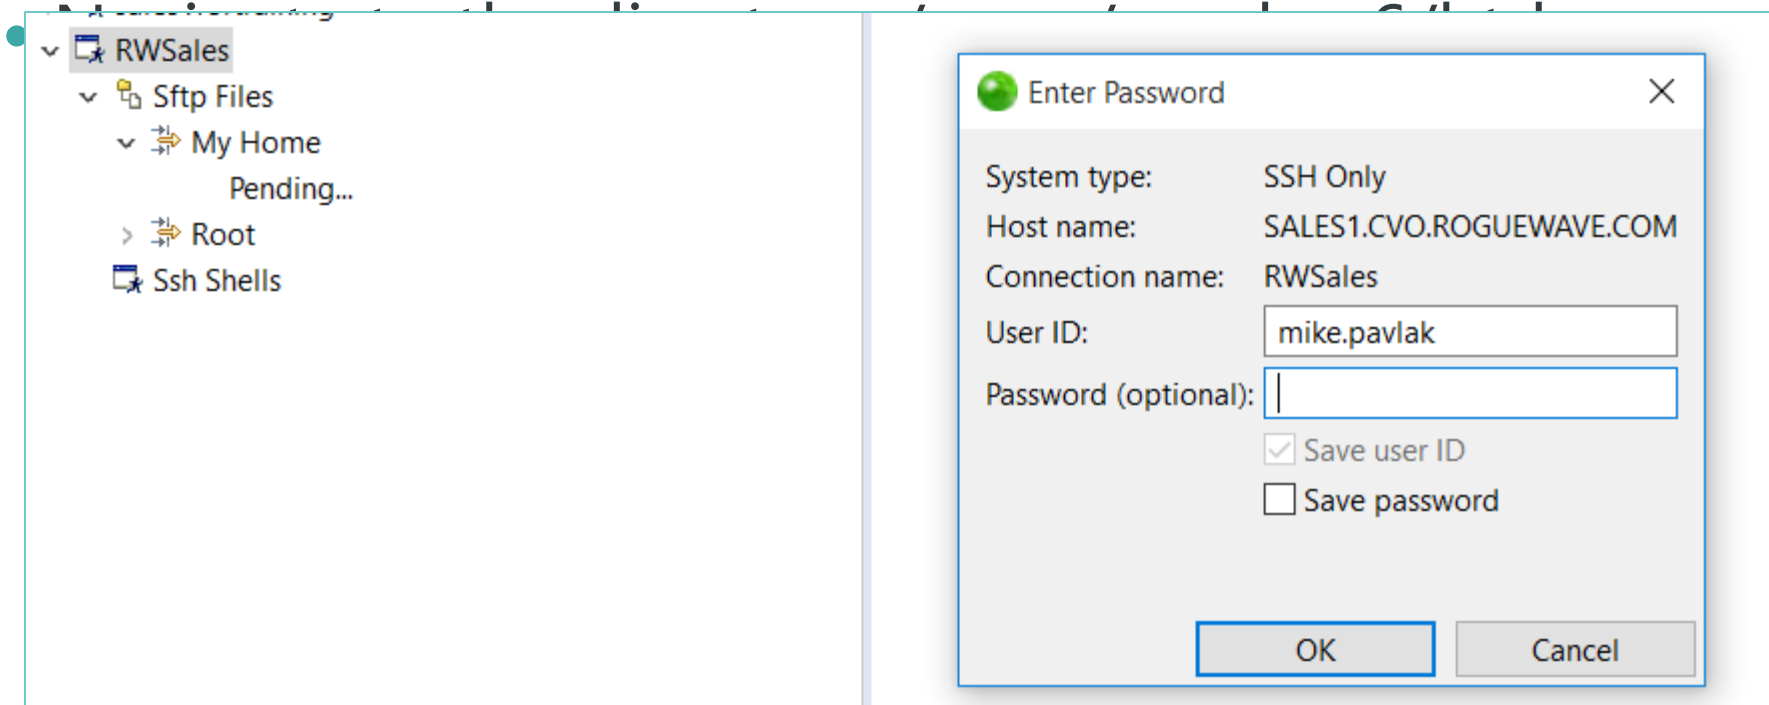 RWSales
Sftp Files
My Home
Pending...
Root
Ssh Shells
Enter Password
System type: SSH Only
Host name: SALES1.CVO.ROGUEWAVE.COM
Connection name: RWSales
User ID: mike.pavlak
Password (optional):
Save user ID
Save password
OK Cancel